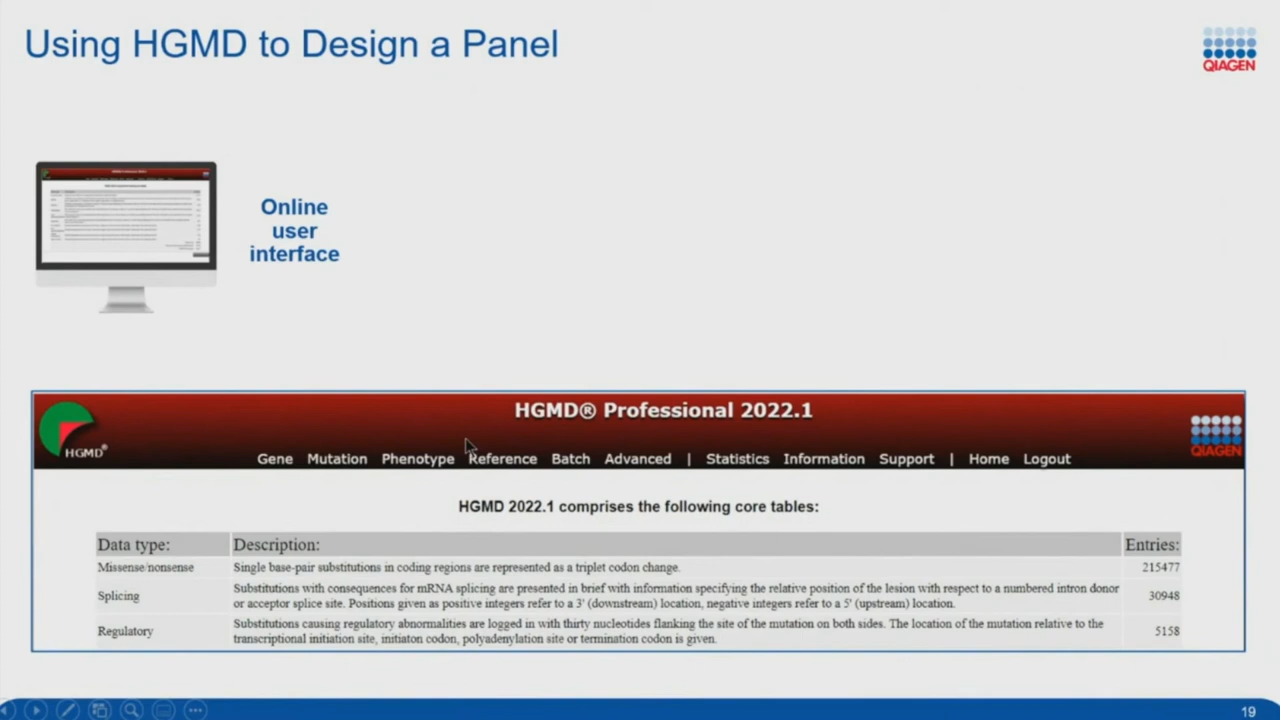 Using HGMD to Design a Panel
QIAGEN
Online
user
interface
HGMD® Professional 2022.1
HGMD®
QIAGEN
Gene Mutation Phenotype Reference Batch Advanced | Statistics Information Support | Home Logout
HGMD 2022.1 comprises the following core tables:
Data type: Description: Entries:
Missense/nonsense Single base-pair substitutions in coding regions are represented as a triplet codon change. 215477
Splicing Substitutions with consequences for mRNA splicing are presented in brief with information specifying the relative position of the lesion with respect to a numbered intron donor
or acceptor splice site. Positions given as positive integers refer to a 3' (downstream) location, negative integers refer to a 5' (upstream) location. 30948
Regulatory Substitutions causing regulatory abnormalities are logged in with thirty nucleotides flanking the site of the mutation on both sides. The location of the mutation relative to the
transcriptional initiation site, initiaton codon, polyadenylation site or termination codon is given. 5158
19